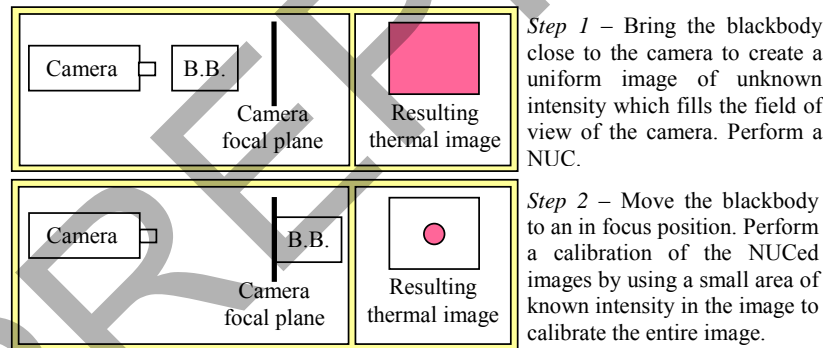 Camera
B.B.
Camera
focal plane
Resulting
thermal image
Step 1 – Bring the blackbody
close to the camera to create a
uniform image of unknown
intensity which fills the field of
view of the camera. Perform a
NUC.
Camera
B.B.
Camera
focal plane
Resulting
thermal image
Step 2 – Move the blackbody
to an in focus position. Perform
a calibration of the NUCed
images by using a small area of
known intensity in the image to
calibrate the entire image.